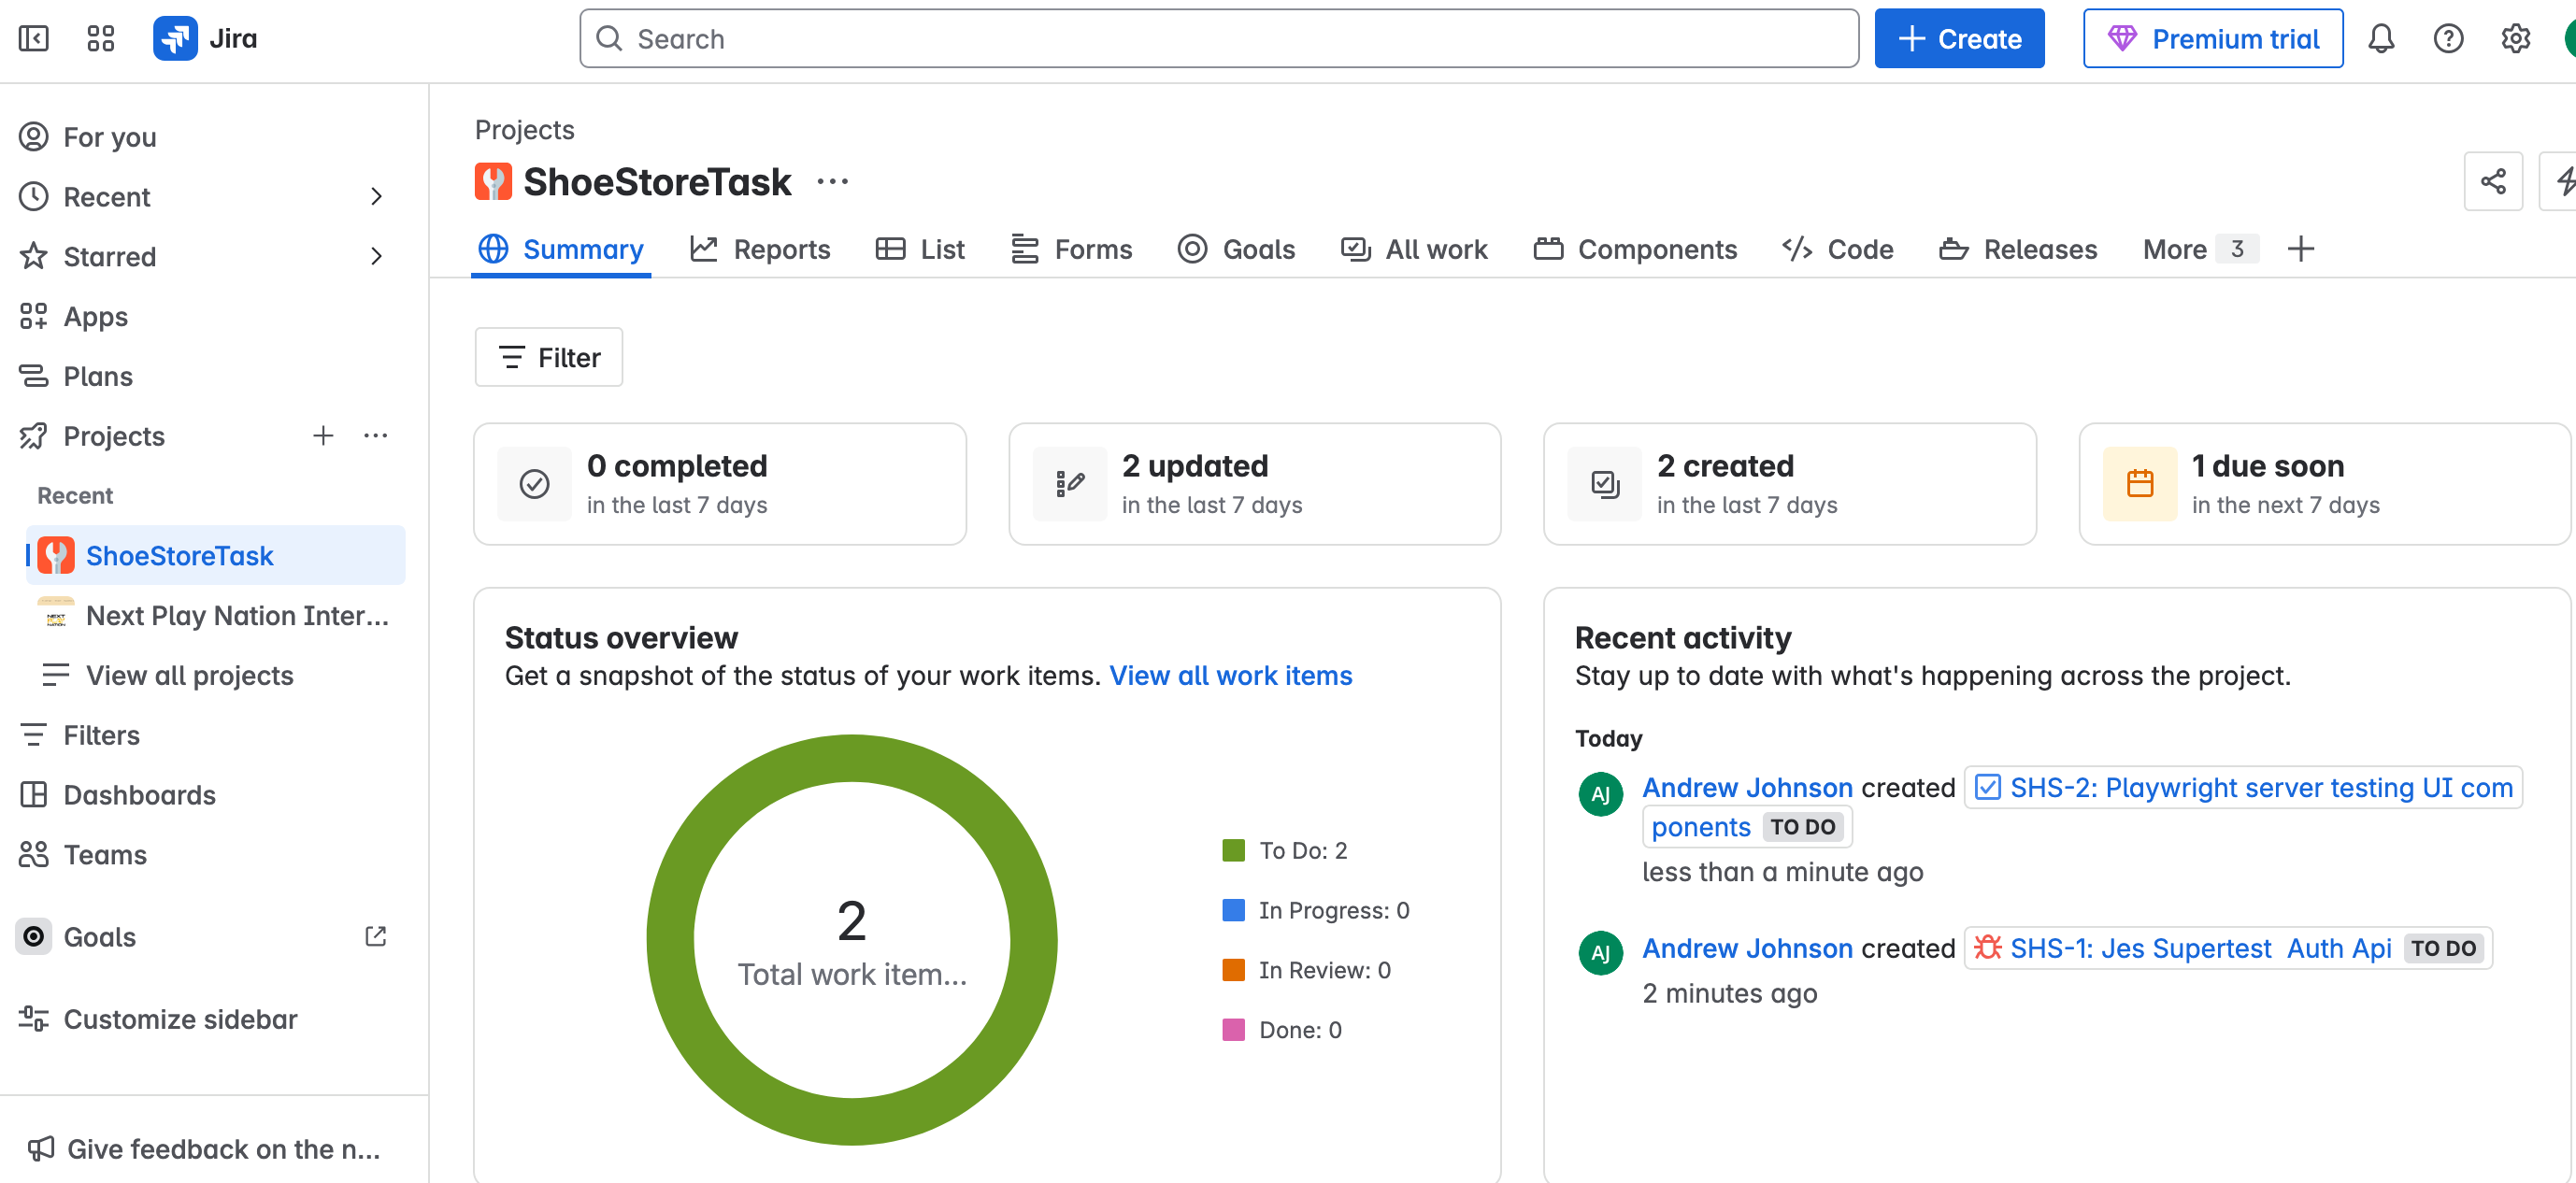 Jira
Search
Create
Premium trial
For you
Recent
Starred
Apps
Plans
Projects
Recent
ShoeStoreTask
Next Play Nation Inter...
View all projects
Filters
Dashboards
Teams
Goals
Customize sidebar
Give feedback on the n...
Projects
ShoeStoreTask
Summary Reports List Forms Goals All work Components Code Releases More 3
Filter
0 completed
in the last 7 days
2 updated
in the last 7 days
2 created
in the last 7 days
1 due soon
in the next 7 days
Status overview
Get a snapshot of the status of your work items. View all work items
2
Total work item...
To Do: 2
In Progress: 0
In Review: 0
Done: 0
Recent activity
Stay up to date with what's happening across the project.
Today
AJ Andrew Johnson created SHS-2: Playwright server testing UI com
ponents TO DO
less than a minute ago
AJ Andrew Johnson created SHS-1: Jes Supertest Auth Api TO DO
2 minutes ago